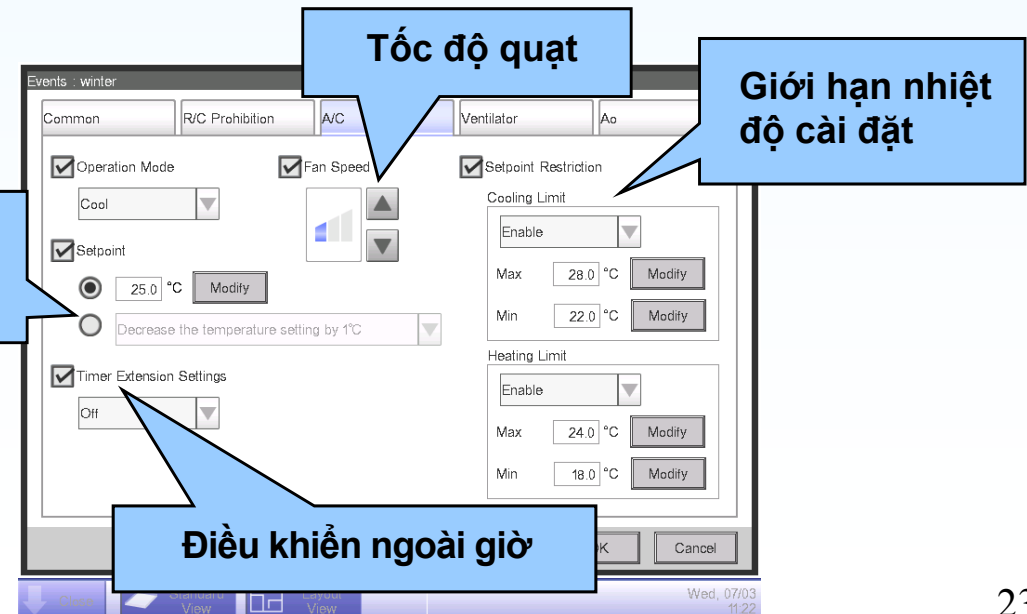 Tốc độ quạt
Giới hạn nhiệt
độ cài đặt
Events : winter
Common
R/C Prohibition
A/C
Ventilator
Ao
Operation Mode
Fan Speed
Setpoint Restriction
Cool
Cooling Limit
Enable
Setpoint
25.0 °C Modify
Max 28.0 °C Modify
Decrease the temperature setting by 1°C
Min 22.0 °C Modify
Heating Limit
Timer Extension Settings
Enable
Off
Max 24.0 °C Modify
Min 18.0 °C Modify
Điều khiển ngoài giờ
Cancel
Standard
View
Layout
View
Wed, 07/03
11:22